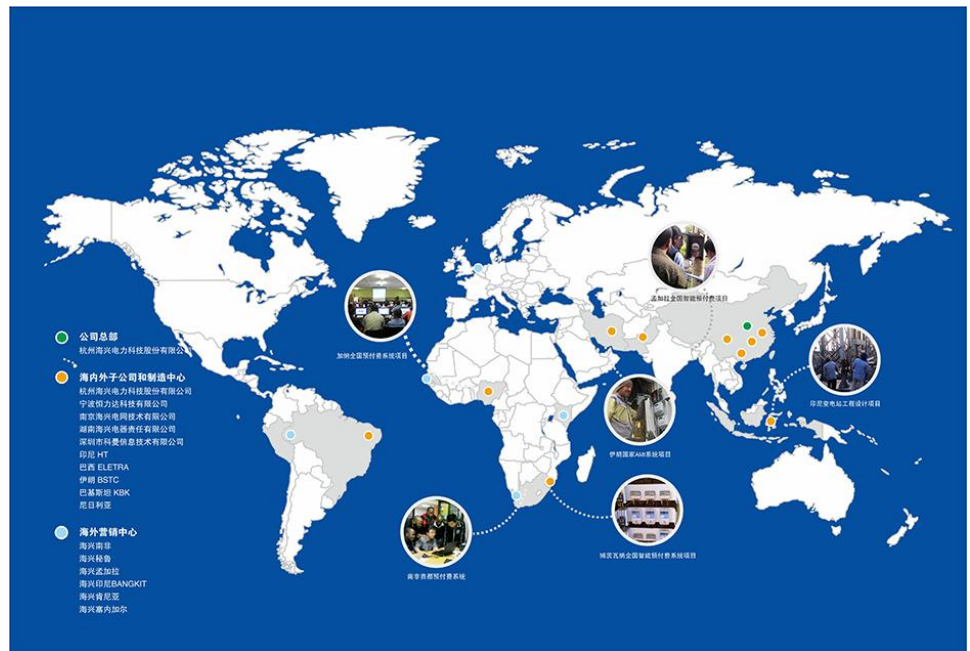 公司总部
杭州海兴电力科技股份有限公司
海内外子公司和制造中心
杭州海兴电力科技股份有限公司
宁波恒力达科技有限公司
南京海兴电网技术有限公司
湖南海兴电器责任有限公司
深圳市科曼信息技术有限公司
印尼 HT
巴西 ELETRA
伊朗 BSTC
巴基斯坦 KBK
尼日利亚
海外营销中心
海兴南非
海兴秘鲁
海兴孟加拉
海兴印尼BANGKIT
海兴肯尼亚
海兴塞内加尔
加纳全国预付费系统项目
孟加拉全国智能预付费项目
印尼变电站工程设计项目
伊朗国家AMI系统项目
博茨瓦纳全国智能预付费系统项目
南非首都预付费系统